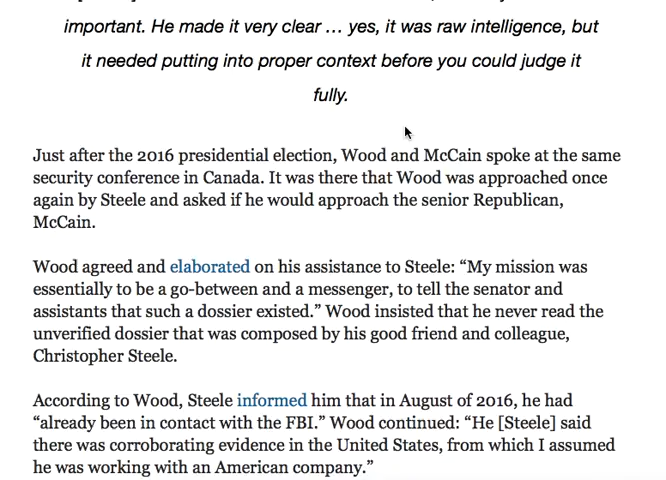 important. He made it very clear … yes, it was raw intelligence, but
it needed putting into proper context before you could judge it
fully.
Just after the 2016 presidential election, Wood and McCain spoke at the same
security conference in Canada. It was there that Wood was approached once
again by Steele and asked if he would approach the senior Republican,
McCain.
Wood agreed and elaborated on his assistance to Steele: “My mission was
essentially to be a go-between and a messenger, to tell the senator and
assistants that such a dossier existed.” Wood insisted that he never read the
unverified dossier that was composed by his good friend and colleague,
Christopher Steele.
According to Wood, Steele informed him that in August of 2016, he had
“already been in contact with the FBI.” Wood continued: “He [Steele] said
there was corroborating evidence in the United States, from which I assumed
he was working with an American company.”